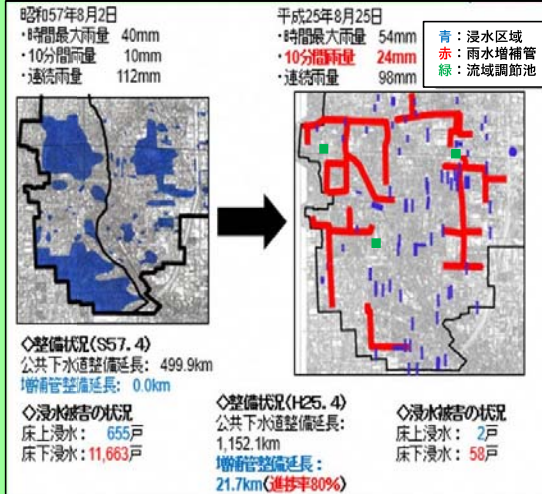 昭和57年8月2日
・時間最大雨量 40mm
・10分間雨量 10mm
・連続雨量 112mm
平成25年8月25日
・時間最大雨量 54mm
・10分間雨量 24mm
・連続雨量 98mm
青：浸水区域
赤：雨水増補管
緑：流域調節池
◇整備状況(S57.4)
公共下水道整備延長： 499.9km
増補管整備延長： 0.0km
◇浸水被害の状況
床上浸水： 655戸
床下浸水：11,663戸
◇整備状況(H25.4)
公共下水道整備延長：
1,152.1km
増補管整備延長：
21.7km(進捗率80%)
◇浸水被害の状況
床上浸水： 2戸
床下浸水： 58戸